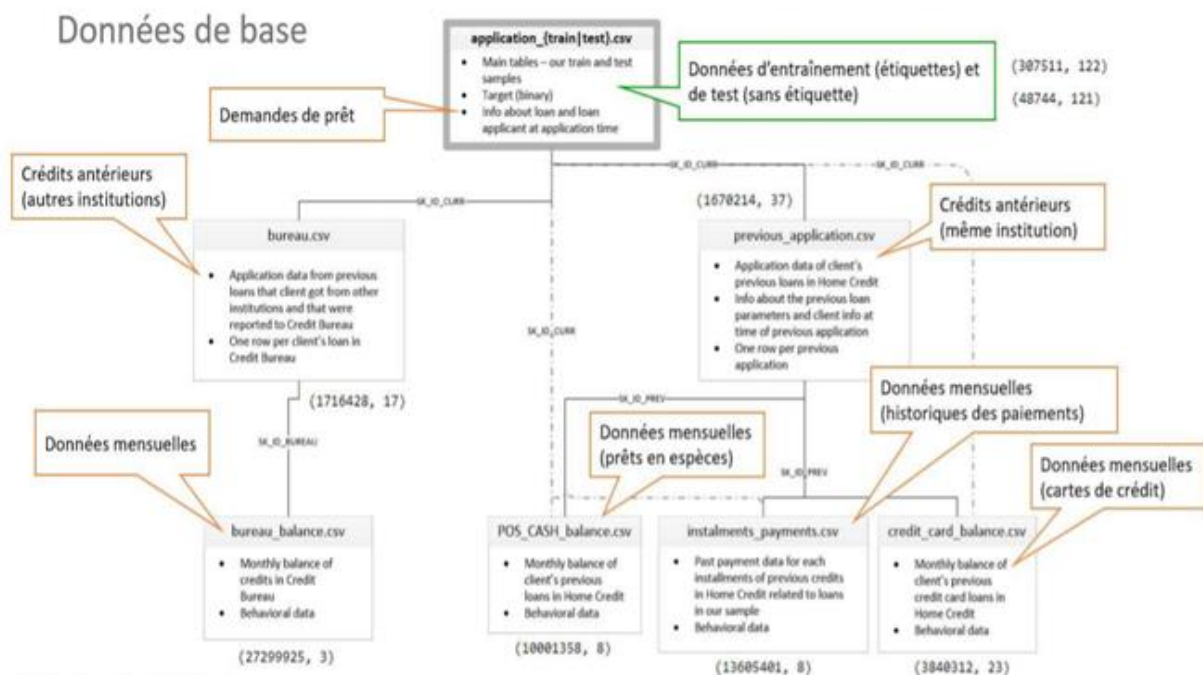 Données de base
application_{train|test}.csv
• Main tables – our train and test
samples
• Target (binary)
• Info about loan and loan
applicant at application time
Données d'entraînement (étiquettes) et
de test (sans étiquette)
(307511, 122)
(48744, 121)
Demandes de prêt
Crédits antérieurs
(autres institutions)
SK_ID_CURR
SK_ID_CURR
SK_ID_CURR
(1670214, 37)
Crédits antérieurs
(même institution)
bureau.csv
• Application data from previous
loans that client got from other
institutions and that were
reported to Credit Bureau
• One row per client's loan in
Credit Bureau
previous_application.csv
• Application data of client's
previous loans in Home Credit
• Info about the previous loan
parameters and client info at
time of previous application
• One row per previous
application
SK_ID_CURR
(1716428, 17)
SK_ID_PREV
Données mensuelles
(historiques des paiements)
Données mensuelles
SK_ID_BUREAU
Données mensuelles
(prêts en espèces)
SK_ID_PREV
Données mensuelles
(cartes de crédit)
bureau_balance.csv
• Monthly balance of
credits in Credit
Bureau
• Behavioral data
(27299925, 3)
POS_CASH_balance.csv
• Monthly balance of
client's previous
loans in Home Credit
• Behavioral data
(10001358, 8)
instalments_payments.csv
• Past payment data for each
installments of previous credits
in Home Credit related to loans
in our sample
• Behavioral data
(13605401, 8)
credit_card_balance.csv
• Monthly balance of
client's previous
credit card loans in
Home Credit
• Behavioral data
(3840312, 23)